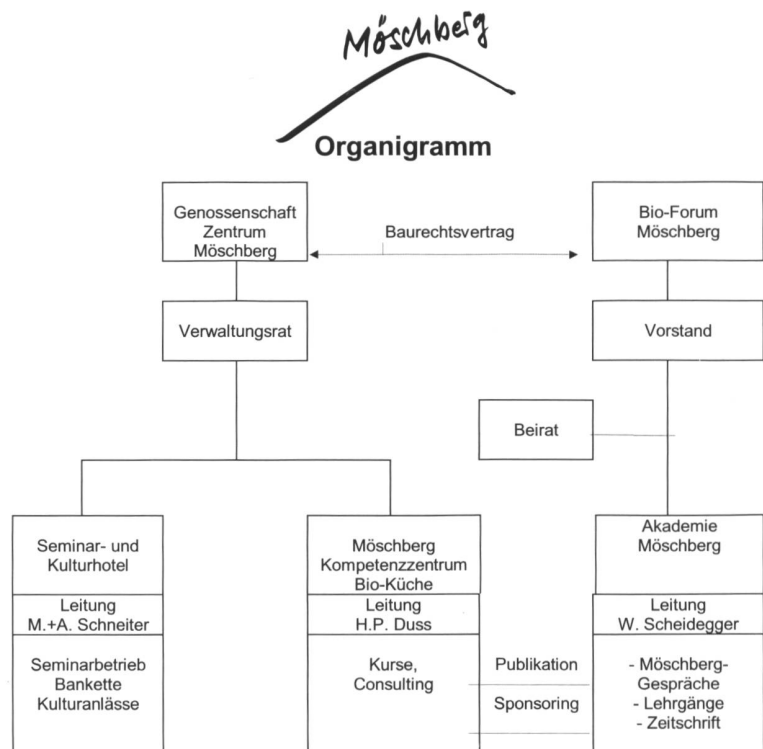 Möschberg
Organigramm
Genossenschaft
Zentrum
Möschberg
Baurechtsvertrag
Bio-Forum
Möschberg
Verwaltungsrat
Vorstand
Beirat
Seminar- und
Kulturhotel
Möschberg
Kompetenzzentrum
Bio-Küche
Akademie
Möschberg
Leitung
M.+A. Schneiter
Leitung
H.P. Duss
Leitung
W. Scheidegger
Seminarbetrieb
Bankette
Kulturanlässe
Kurse,
Consulting
Publikation
Sponsoring
- Möschberg-
Gespräche
- Lehrgänge
- Zeitschrift